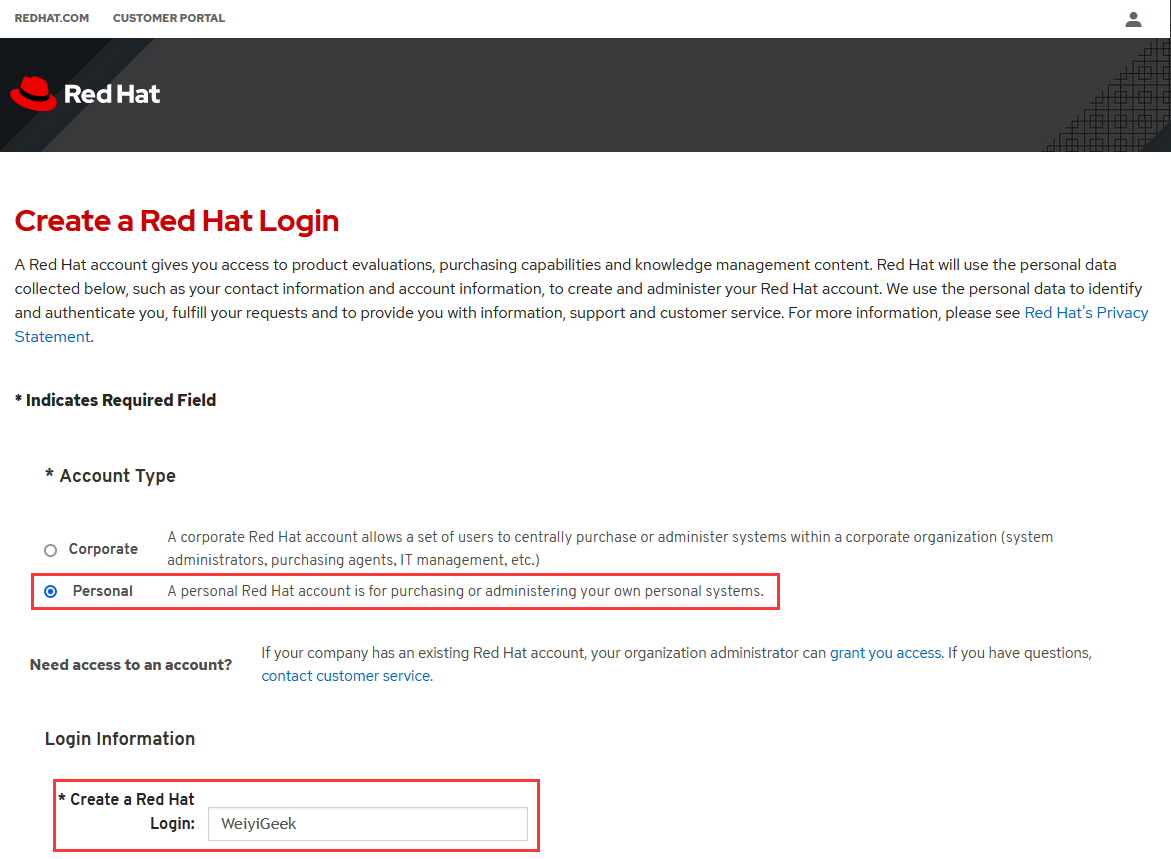 REDHAT.COM CUSTOMER PORTAL
Red Hat
Create a Red Hat Login
A Red Hat account gives you access to product evaluations, purchasing capabilities and knowledge management content. Red Hat will use the personal data
collected below, such as your contact information and account information, to create and administer your Red Hat account. We use the personal data to identify
and authenticate you, fulfill your requests and to provide you with information, support and customer service. For more information, please see Red Hat's Privacy
Statement.
* Indicates Required Field
* Account Type
Corporate
A corporate Red Hat account allows a set of users to centrally purchase or administer systems within a corporate organization (system
administrators, purchasing agents, IT management, etc.)
Personal A personal Red Hat account is for purchasing or administering your own personal systems.
Need access to an account?
If your company has an existing Red Hat account, your organization administrator can grant you access. If you have questions,
contact customer service.
Login Information
* Create a Red Hat
Login: WeiyiGeek